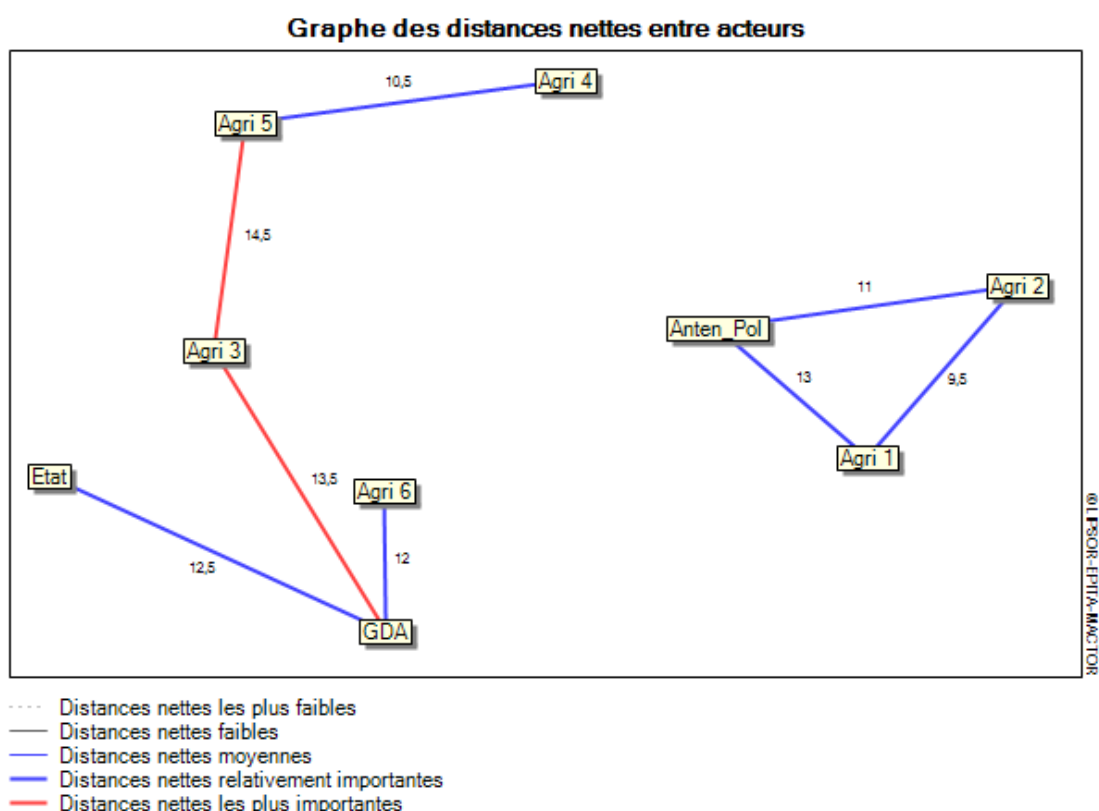 Graphe des distances nettes entre acteurs
10,5
Agri 4
Agri 5
14,5
11
Agri 2
Anten_Pol
Agri 3
13
9,5
Agri 1
Etat
13,5
Agri 6
12,5
12
GDA
@LIPSOR-EPITA-MACTOR
Distances nettes les plus faibles
Distances nettes faibles
Distances nettes moyennes
Distances nettes relativement importantes
Distances nettes les plus importantes